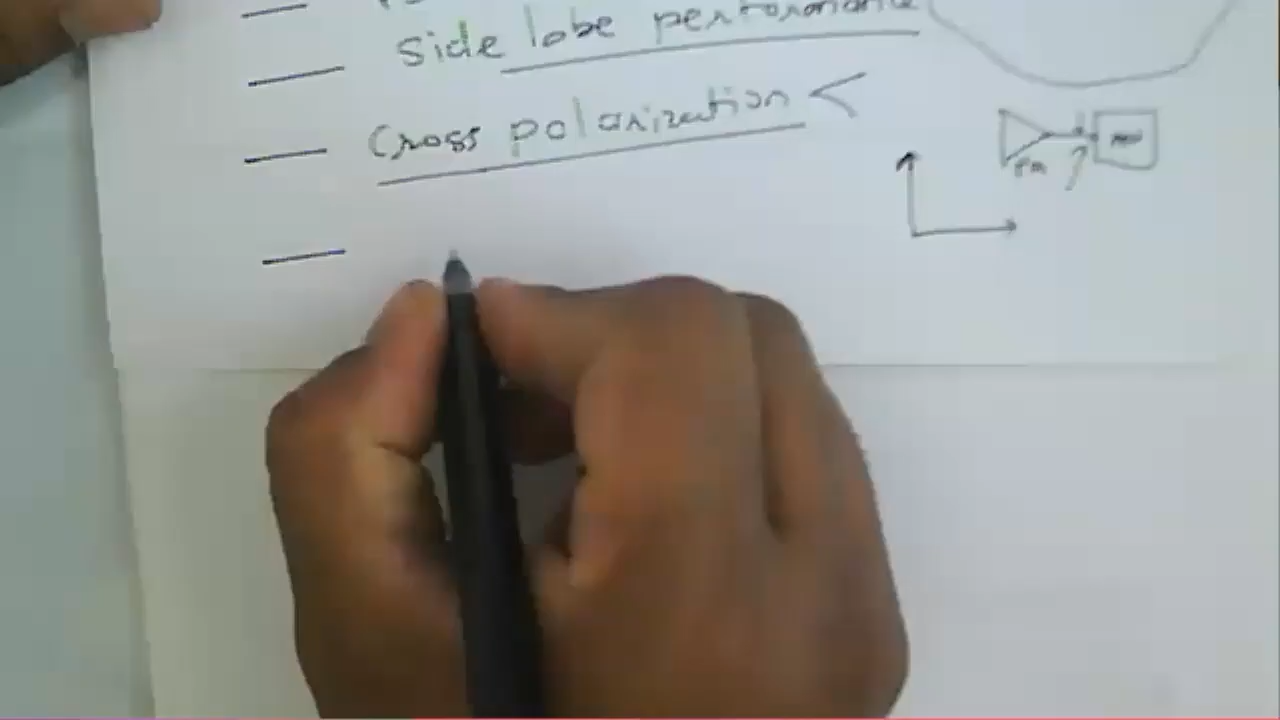 — side lobe performance
— Cross polarization <
—